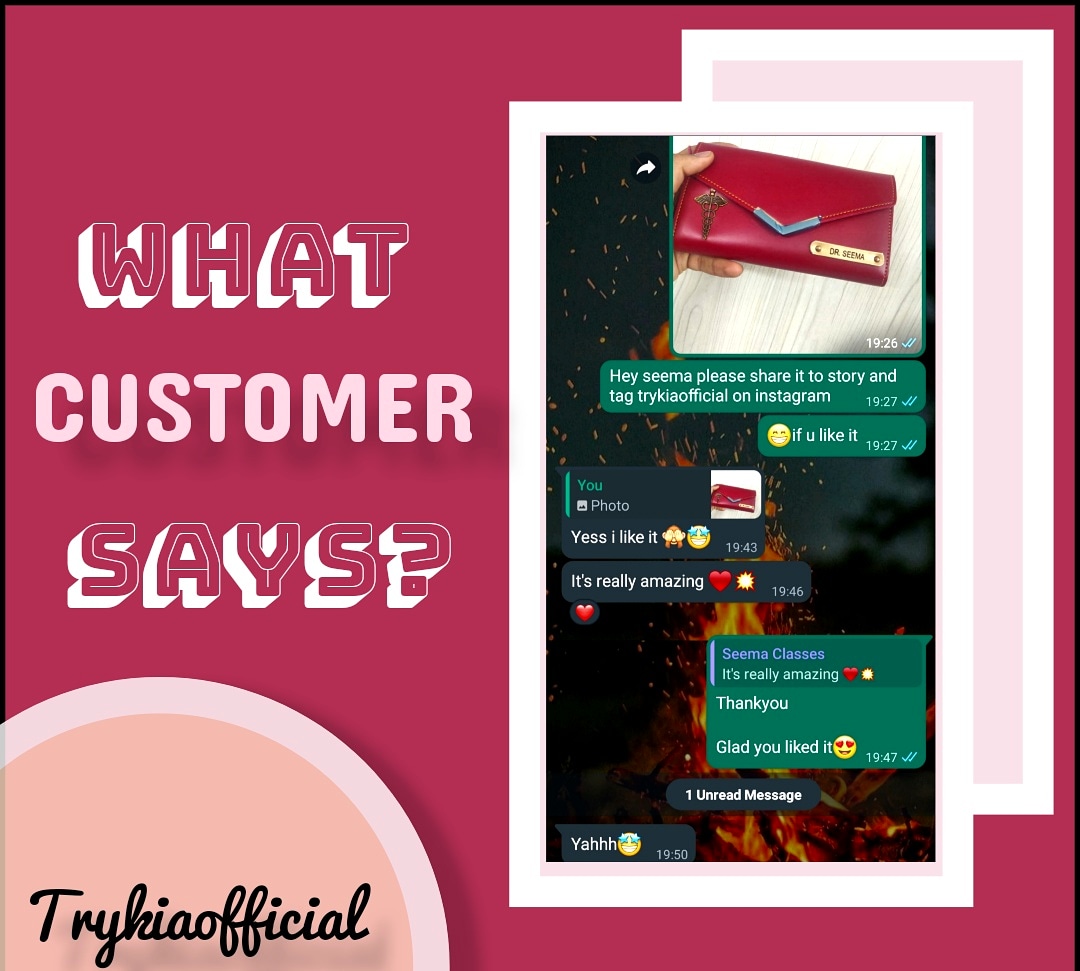 WHAT
CUSTOMER
SAYS?
Trykiaofficial
DR. SEEMA
19:26
Hey seema please share it to story and
tag trykiaofficial on instagram
19:27
😁if u like it
19:27
You
Photo
Yess i like it 🙈🤩
19:43
It's really amazing ❤️💥
19:46
❤️
Seema Classes
It's really amazing ❤️💥
Thankyou
Glad you liked it😍
19:47
1 Unread Message
Yahhh🤩
19:50